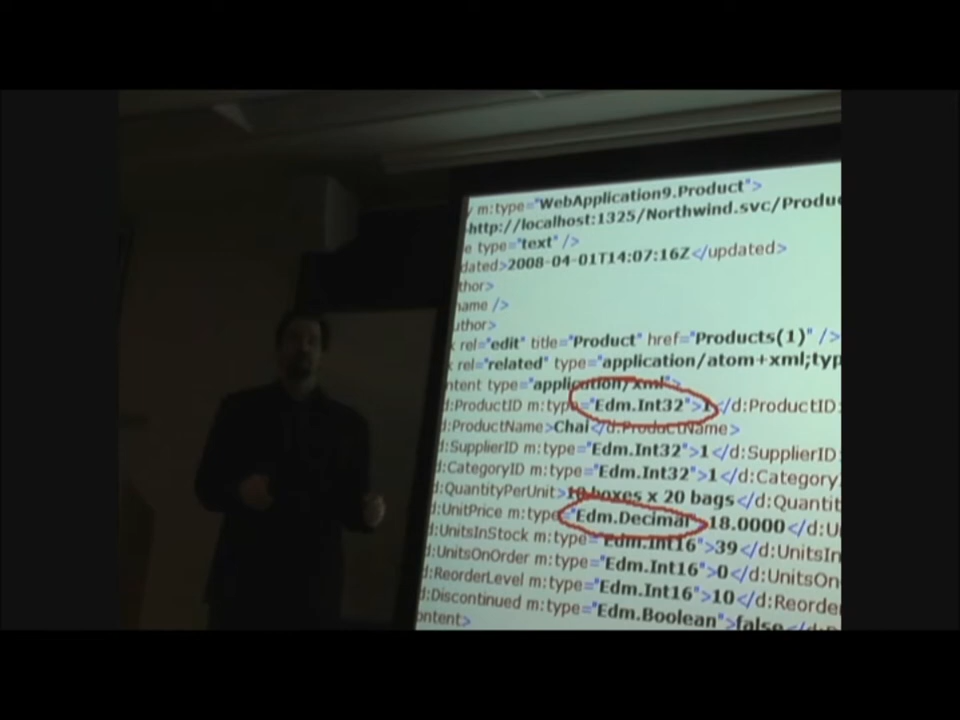 m:type="WebApplication9.Product">
http://localhost:1325/Northwind.svc/Produ
e type="text" />
dated>2008-04-01T14:07:16Z</updated>
thor>
name />
uthor>
rel="edit" title="Product" href="Products(1)" />
rel="related" type="application/atom+xml;typ
ntent type="application/xml">
d:ProductID m:type="Edm.Int32">1</d:ProductID
d:ProductName>Chai</d:ProductName>
d:SupplierID m:type="Edm.Int32">1</d:SupplierID
d:CategoryID m:type="Edm.Int32">1</d:Category
d:QuantityPerUnit>10 boxes x 20 bags</d:Quantit
d:UnitPrice m:type="Edm.Decimal">18.0000</d:U
d:UnitsInStock m:type="Edm.Int16">39</d:UnitsIn
d:UnitsOnOrder m:type="Edm.Int16">0</d:UnitsOn
d:ReorderLevel m:type="Edm.Int16">10</d:Reorder
d:Discontinued m:type="Edm.Boolean">false</d:
ontent>